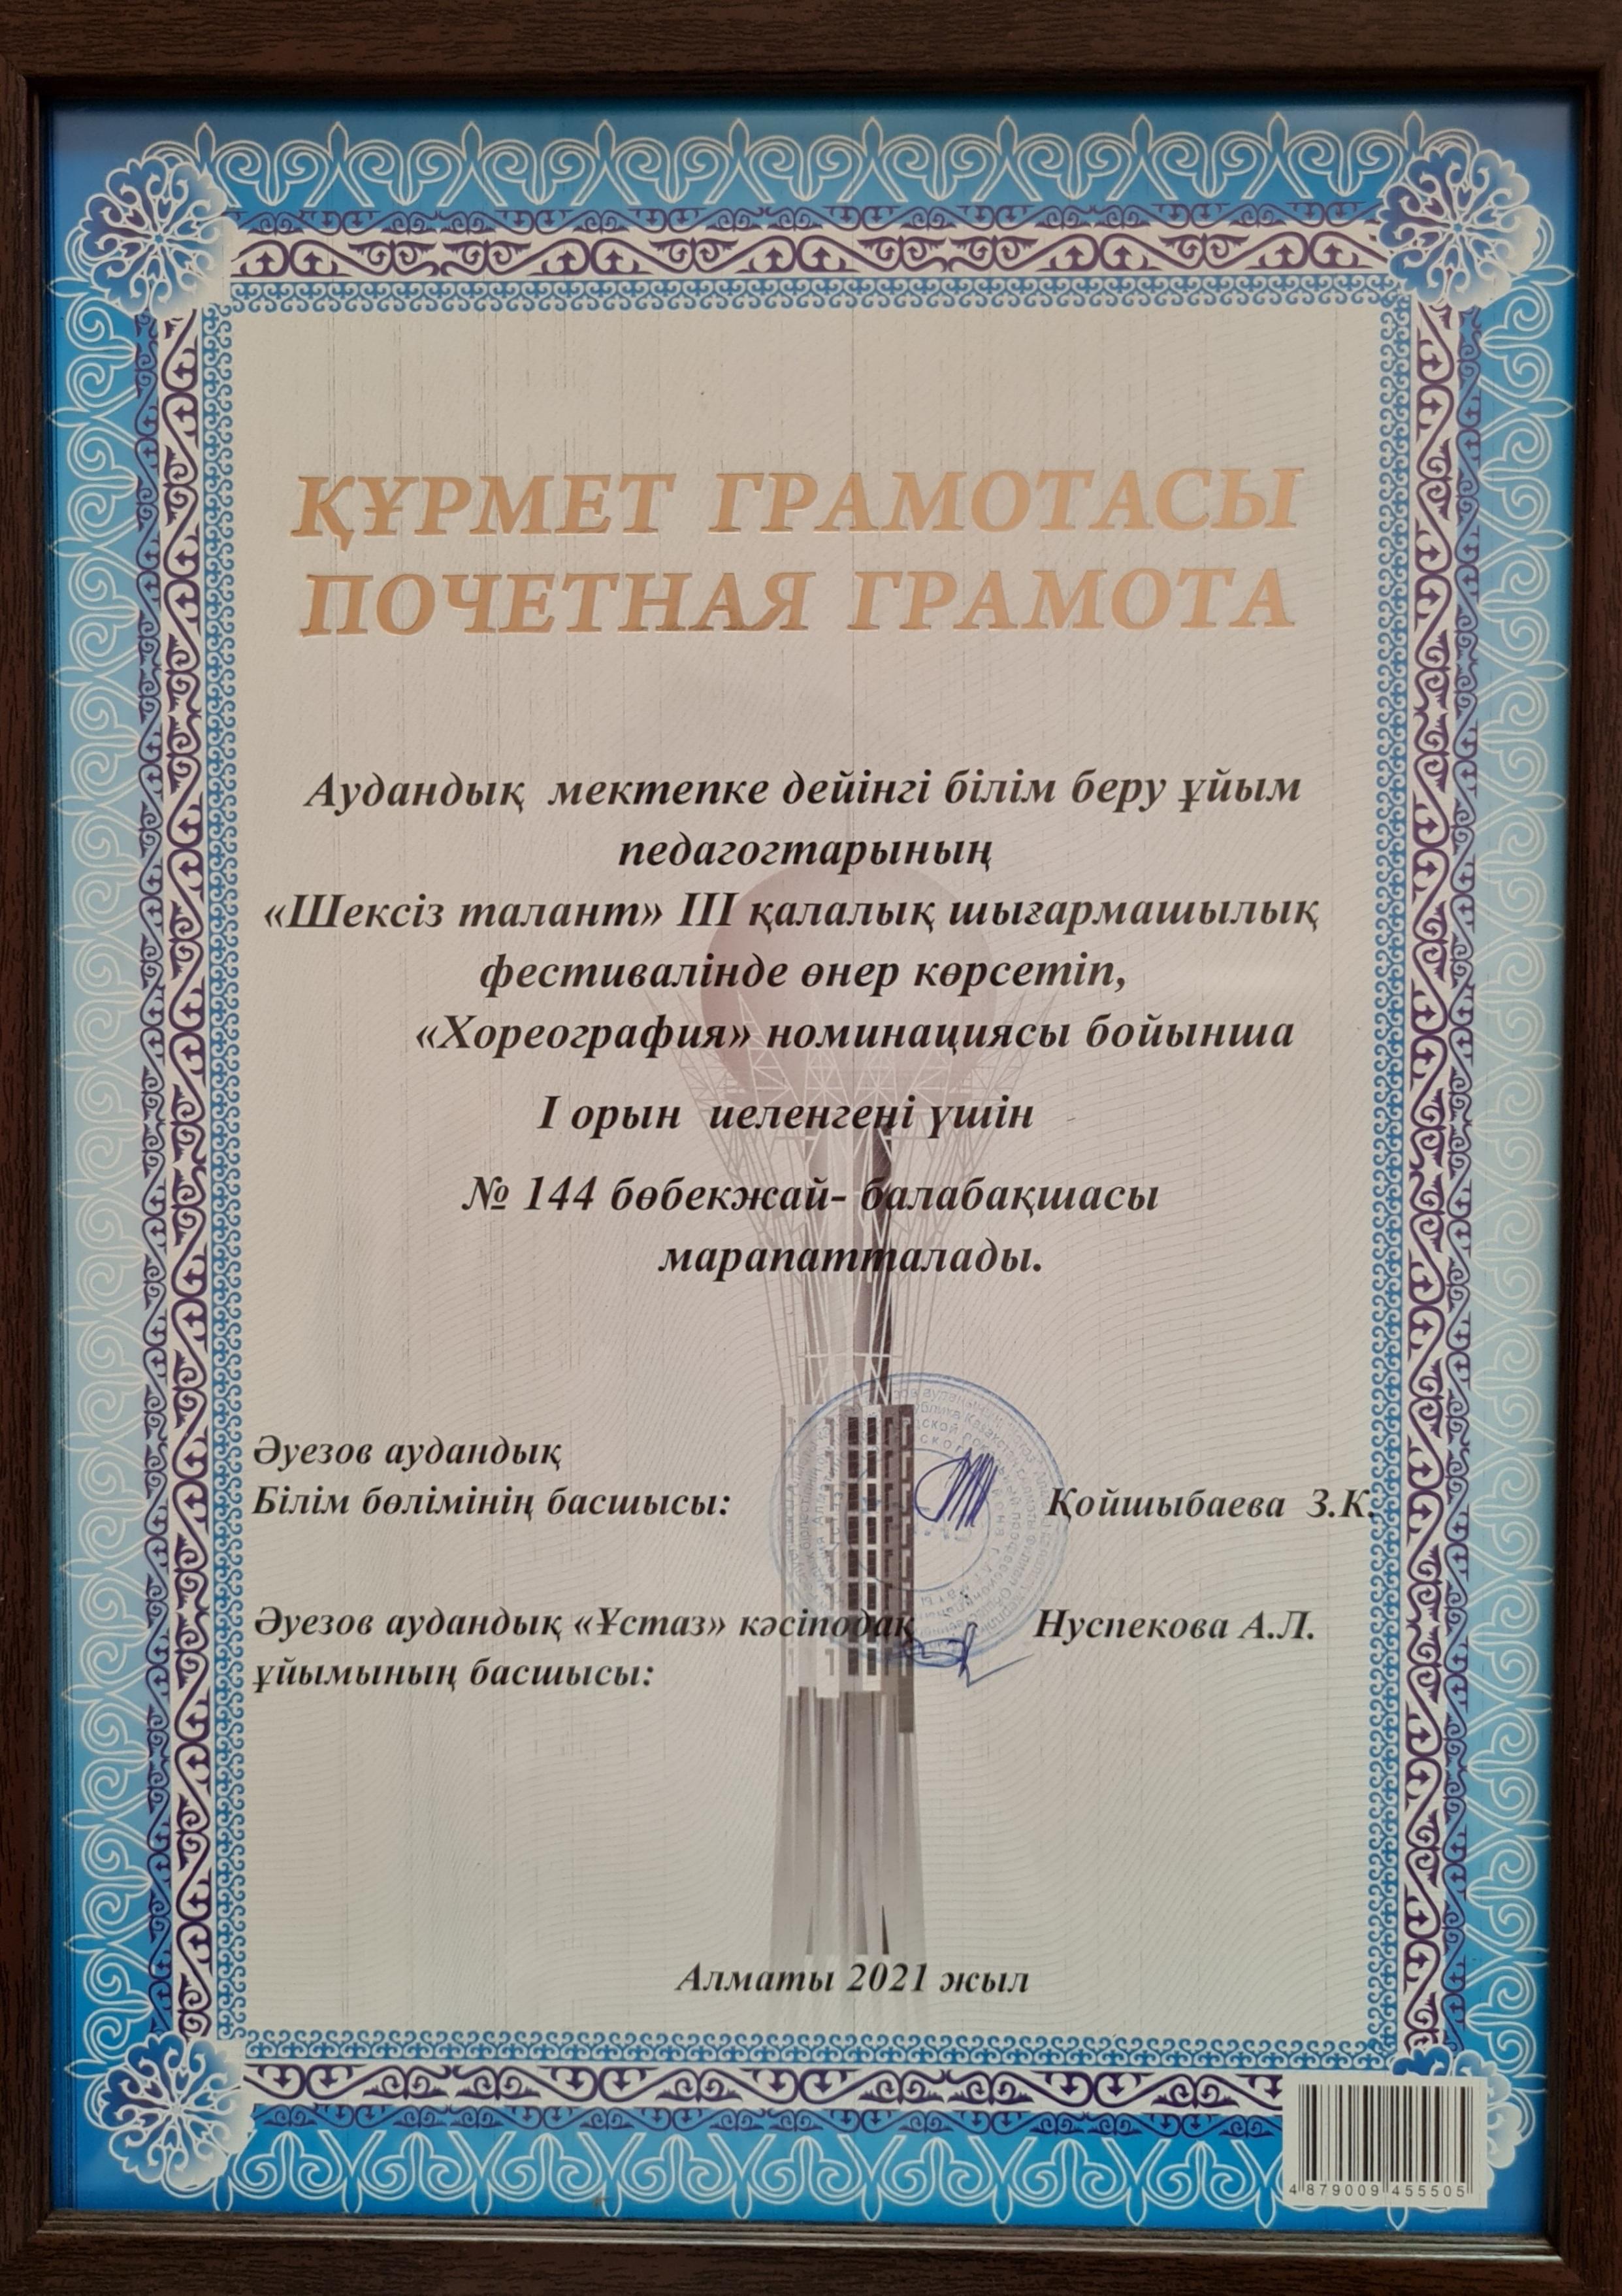 ҚҰРМЕТ ГРАМОТАСЫ
ПОЧЕТНАЯ ГРАМОТА
Аудандық мектепке дейінгі білім беру ұйым
педагогтарының
«Шексіз талант» III қалалық шығармашылық
фестивалінде өнер көрсетіп,
«Хореография» номинациясы бойынша
I орын иеленгені үшін
№ 144 бөбекжай- балабақшасы
марапатталады.
Әуезов аудандық
Білім бөлімінің басшысы:
Қойшыбаева З.К.
Әуезов аудандық «Ұстаз» кәсіподақ
Нуспекова А.Л.
ұйымының басшысы:
Алматы 2021 жыл
4 879009 455505